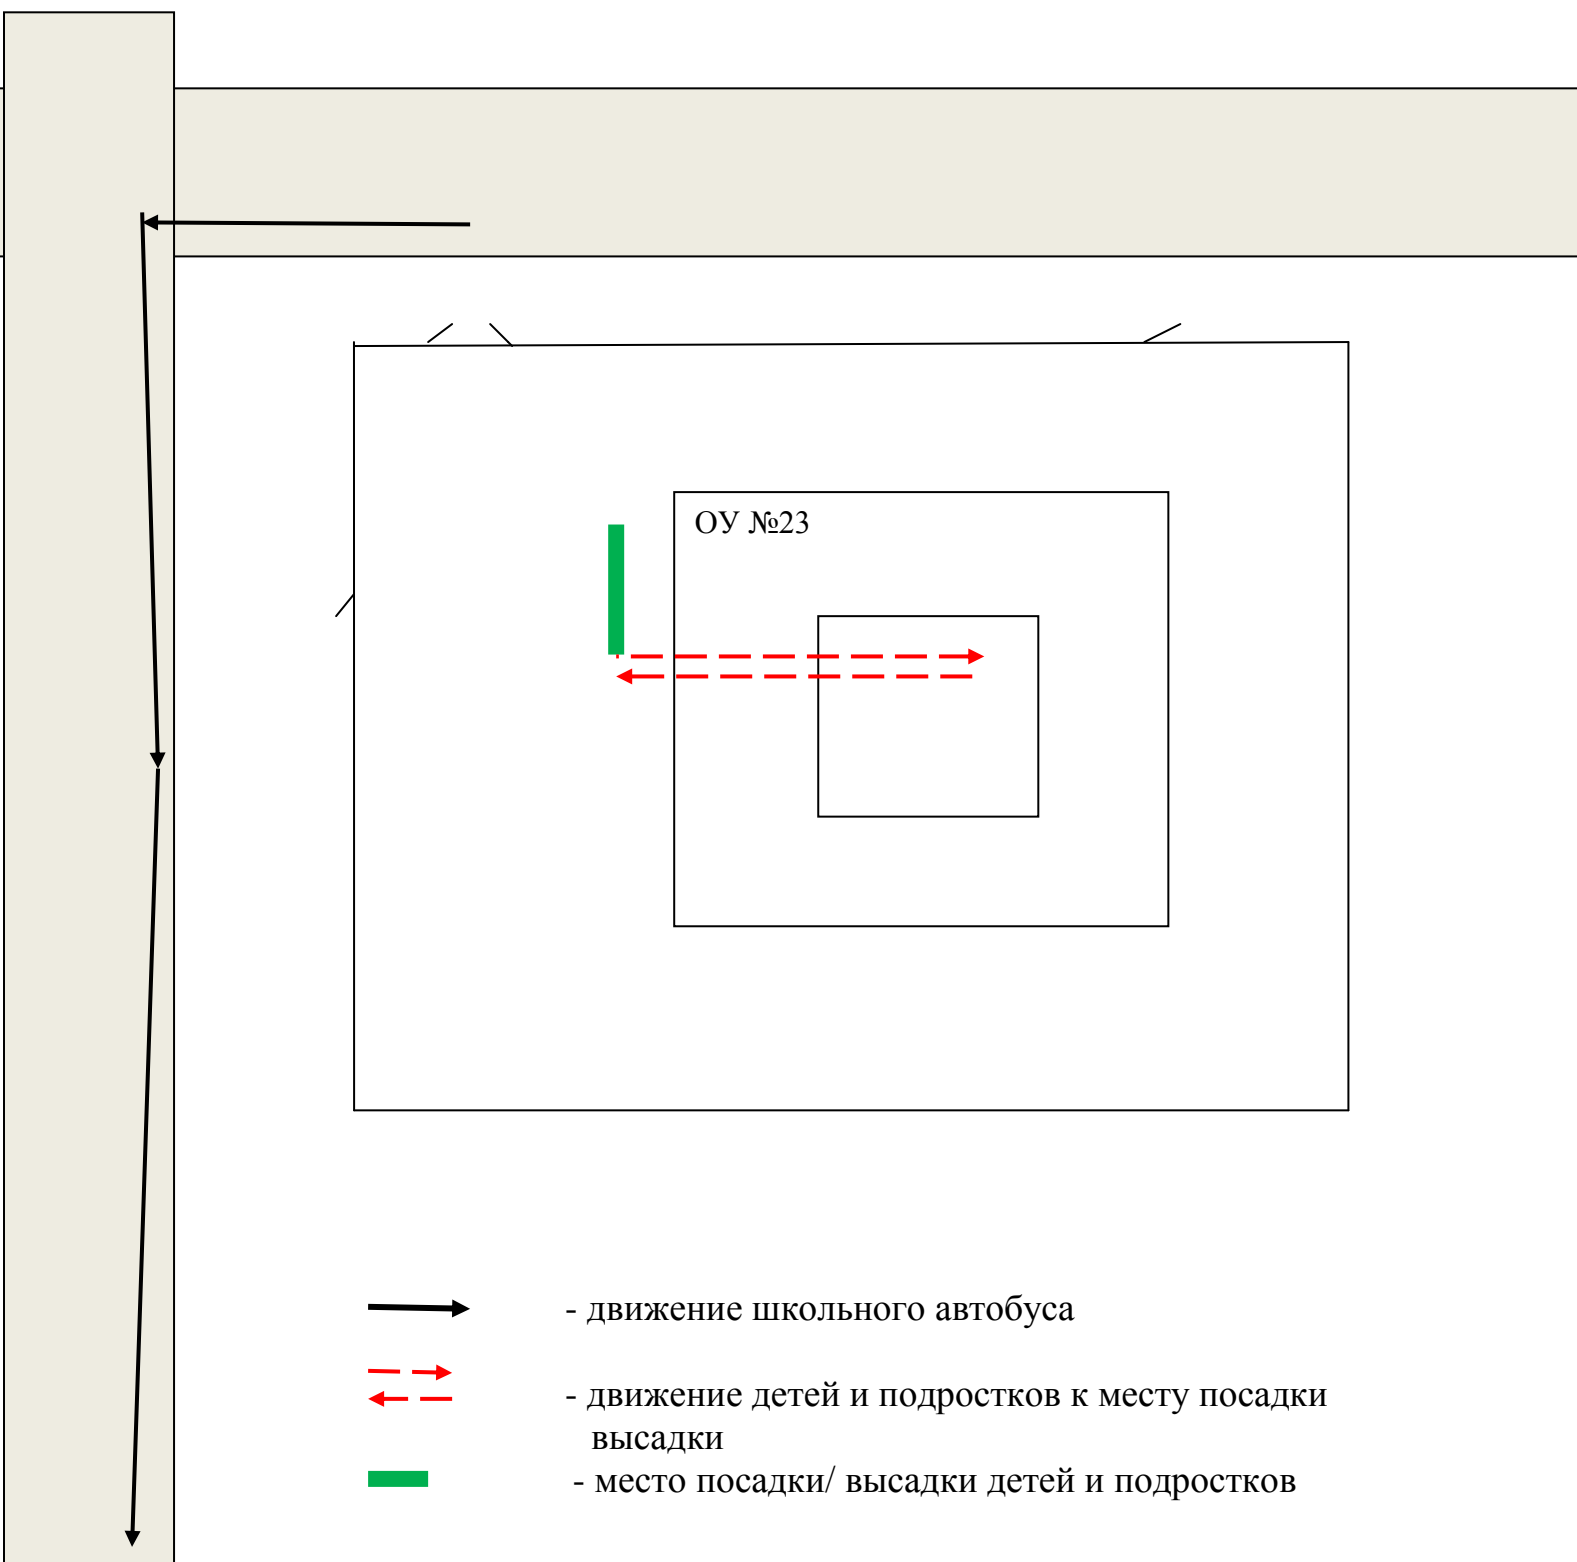 ОУ №23
- движение школьного автобуса
- движение детей и подростков к месту посадки
высадки
- место посадки/ высадки детей и подростков